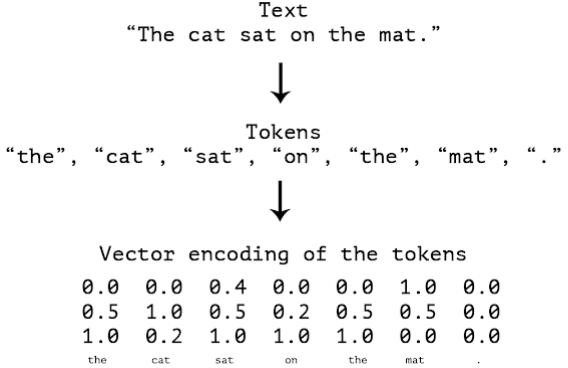 Text
“The cat sat on the mat.”
Tokens
“the”, “cat”, “sat”, “on”, “the”, “mat”, “.”
Vector encoding of the tokens
0.0 0.0 0.4 0.0 0.0 1.0 0.0
0.5 1.0 0.5 0.2 0.5 0.5 0.0
1.0 0.2 1.0 1.0 1.0 0.0 0.0
the cat sat on the mat .